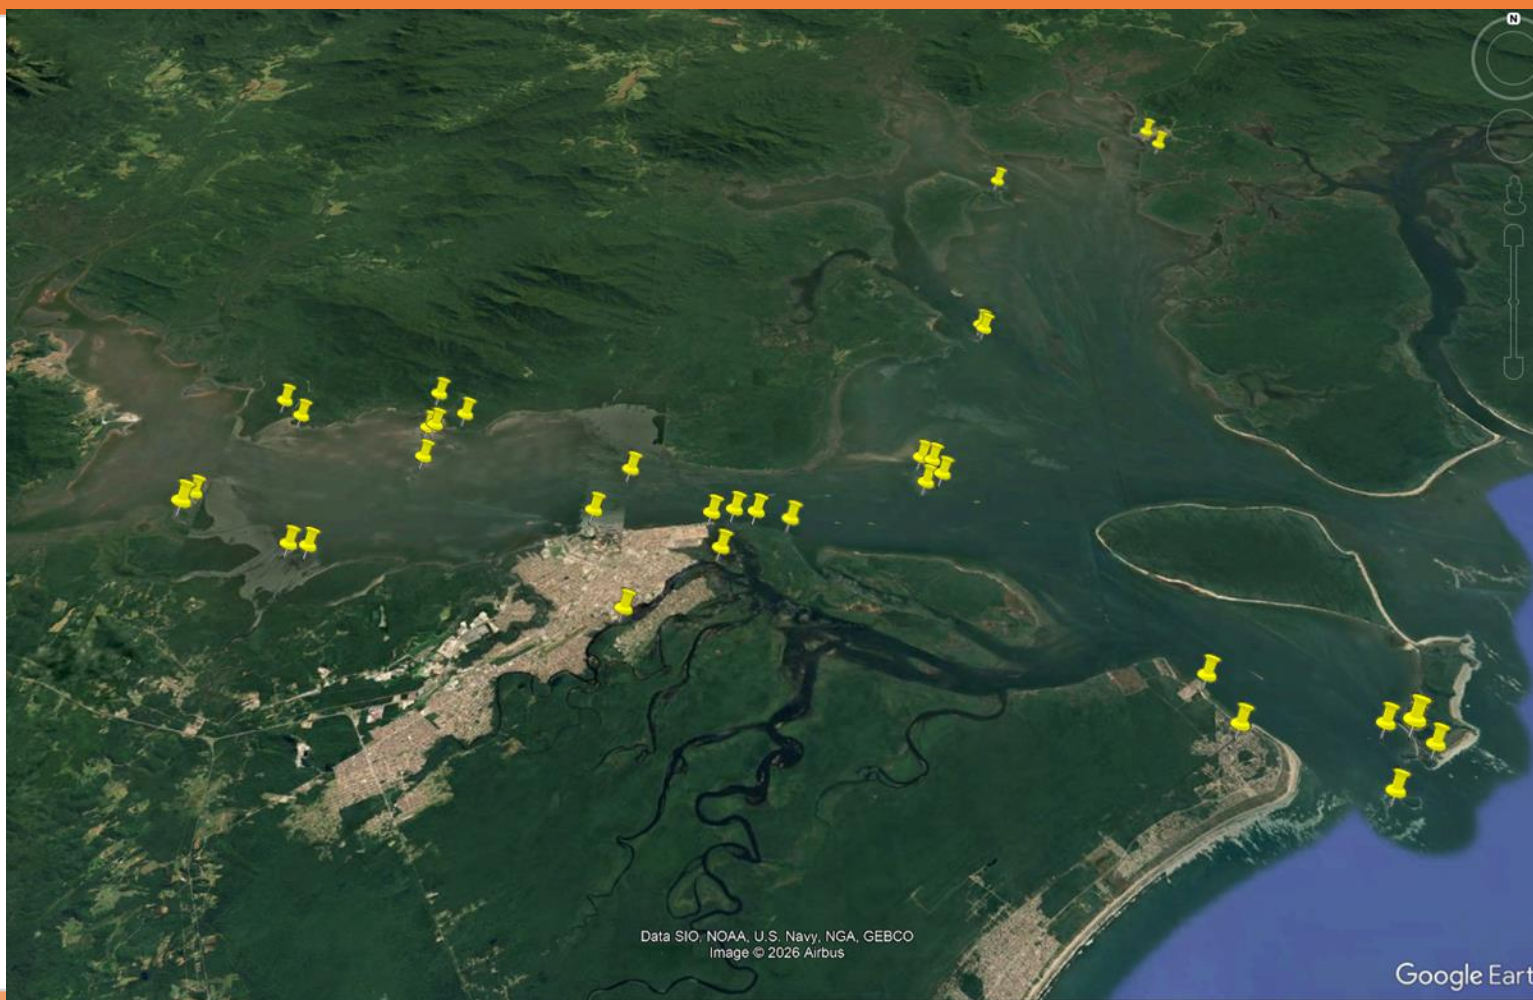 N
Data SIO, NOAA, U.S. Navy, NGA, GEBCO
Image © 2026 Airbus
Google Eart